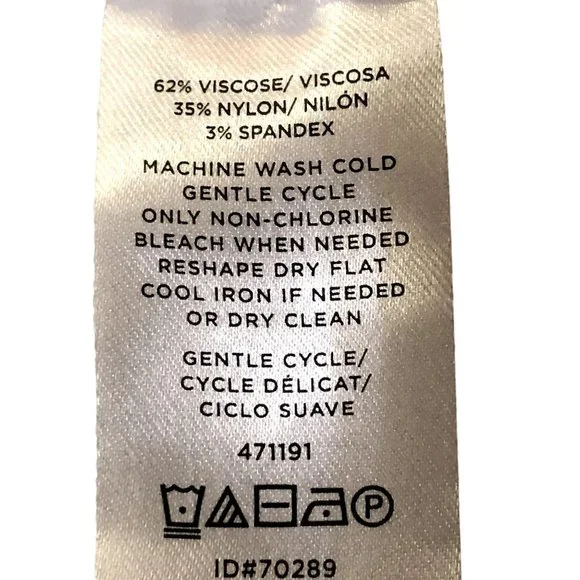 62% VISCOSE/ VISCOSA
35% NYLON/ NILÓN
3% SPANDEX
MACHINE WASH COLD
GENTLE CYCLE
ONLY NON-CHLORINE
BLEACH WHEN NEEDED
RESHAPE DRY FLAT
COOL IRON IF NEEDED
OR DRY CLEAN
GENTLE CYCLE/
CYCLE DÉLICAT/
CICLO SUAVE
471191
P
ID#70289